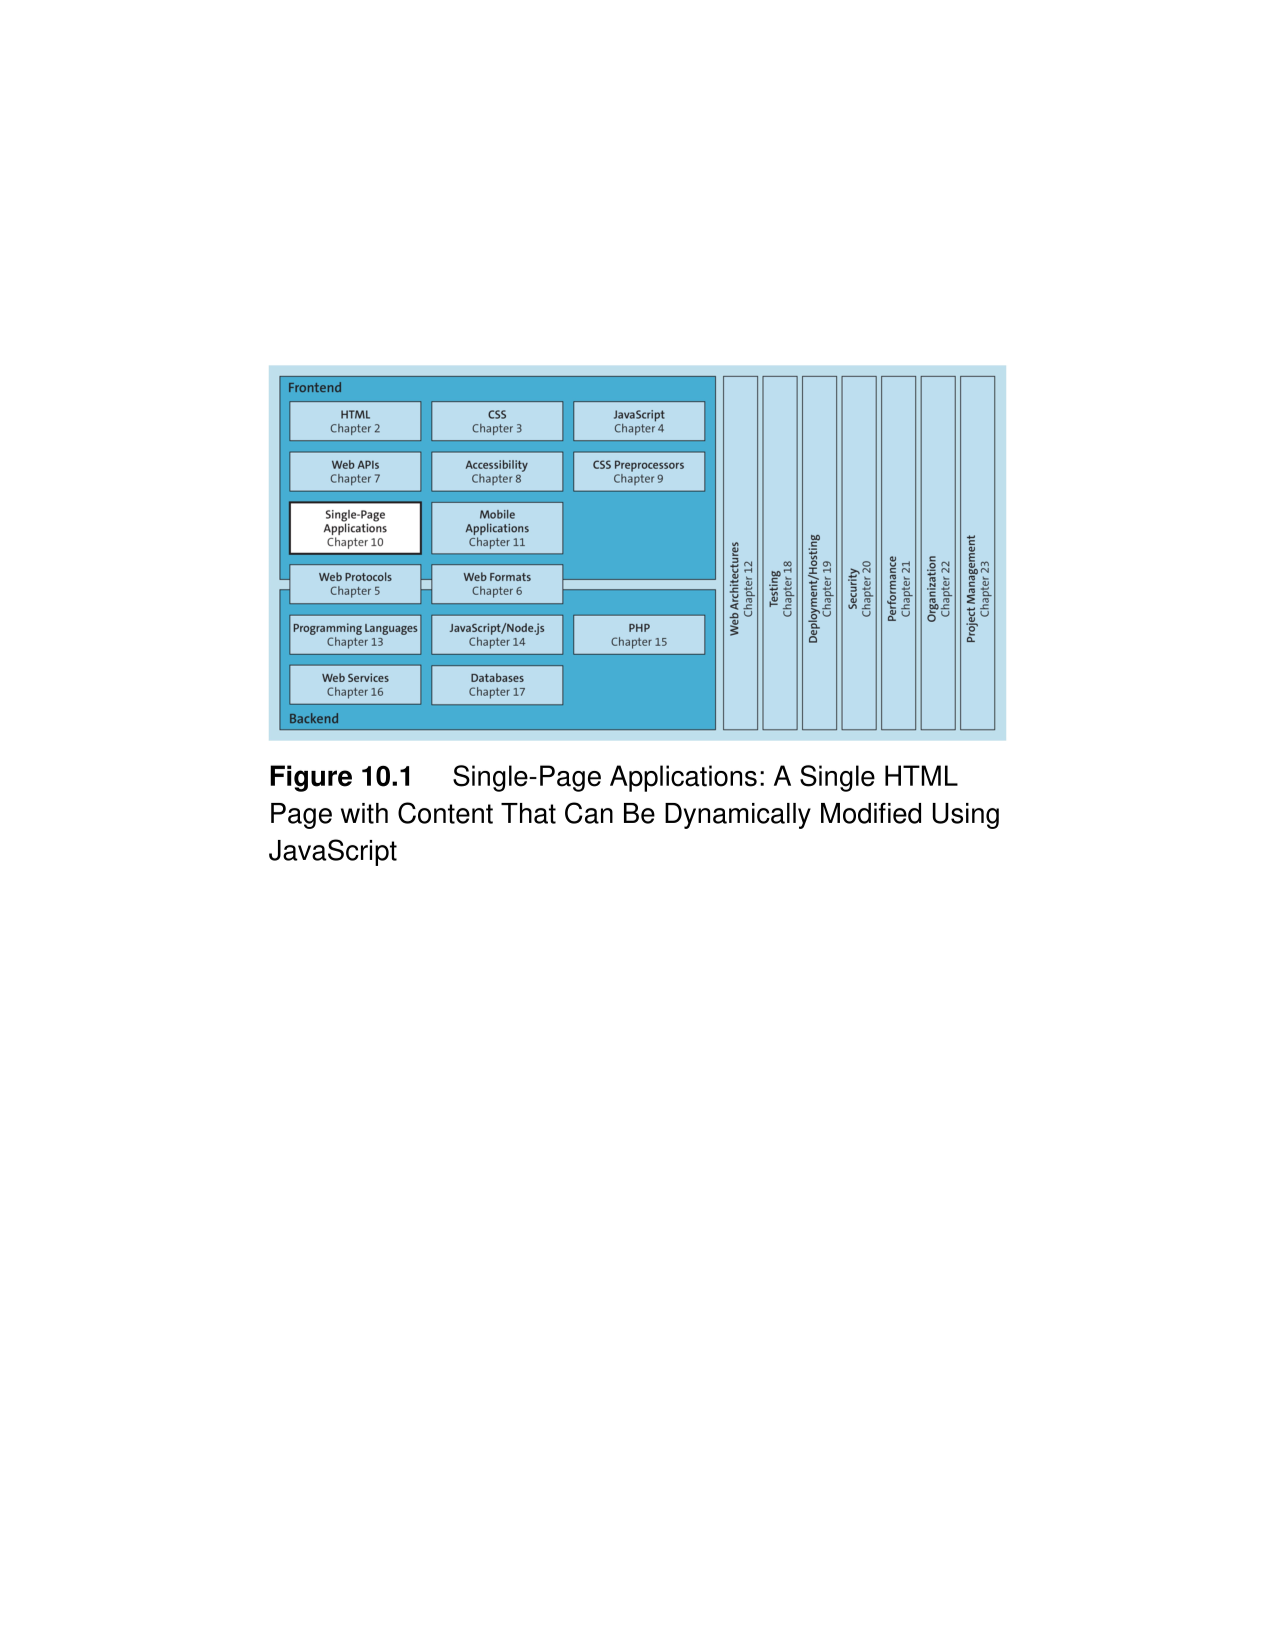 Frontend
HTML
Chapter 2
CSS
Chapter 3
JavaScript
Chapter 4
Web APIs
Chapter 7
Accessibility
Chapter 8
CSS Preprocessors
Chapter 9
Single-Page
Applications
Chapter 10
Mobile
Applications
Chapter 11
Web Protocols
Chapter 5
Web Formats
Chapter 6
Programming Languages
Chapter 13
JavaScript/Node.js
Chapter 14
PHP
Chapter 15
Web Services
Chapter 16
Databases
Chapter 17
Backend
Web Architectures
Chapter 12
Testing
Chapter 18
Deployment/Hosting
Chapter 19
Security
Chapter 20
Performance
Chapter 21
Organization
Chapter 22
Project Management
Chapter 23
Figure 10.1 Single-Page Applications: A Single HTML
Page with Content That Can Be Dynamically Modified Using
JavaScript